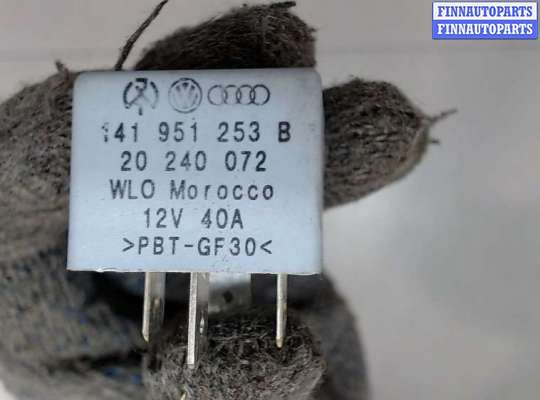 FINNAUTOPARTS
FINNAUTOPARTS
141 951 253 B
20 240 072
WLO Morocco
12V 40A
>PBT-GF30<